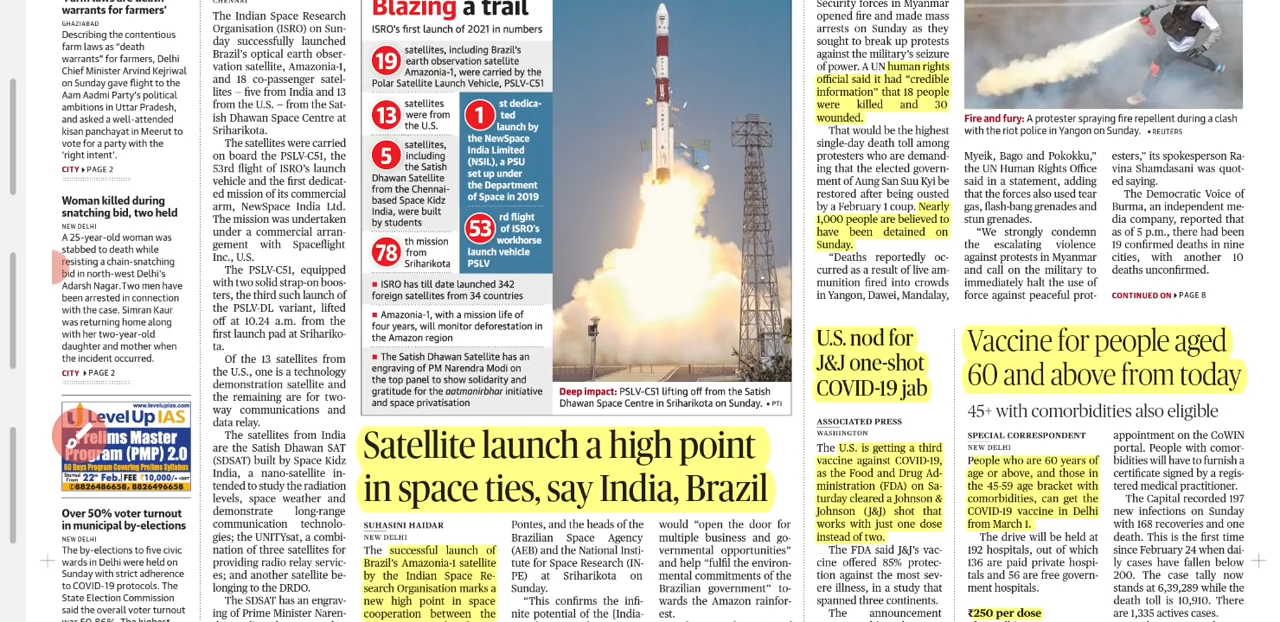 warrants for farmers'
GHAZIABAD
Describing the contentious
farm laws as "death
warrants" for farmers, Delhi
Chief Minister Arvind Kejriwal
on Sunday gave flight to the
Aam Aadmi Party's political
ambitions in Uttar Pradesh,
and asked a well-attended
kisan panchayat in Meerut to
vote for a party with the
'right intent'.
CITY PAGE 2
Woman killed during
snatching bid, two held
NEW DELHI
A 25-year-old woman was
stabbed to death while
resisting a chain-snatching
bid in north-west Delhi's
Adarsh Nagar. Two men have
been arrested in connection
with the case. Simran Kaur
was returning home along
with her two-year-old
daughter and mother when
the incident occurred.
CITY PAGE 2
www.levelupias.com
Level Up IAS
Prelims Master
Program (PMP) 2.0
60 Days Program Covering Prelims Syllabus
Started From 22nd Feb. FEE ₹10,000/- +GST
8826486658, 8826496658
Over 50% voter turnout
in municipal by-elections
NEW DELHI
The by-elections to five civic
wards in Delhi were held on
Sunday with strict adherence
to COVID-19 protocols. The
State Election Commission
said the overall voter turnout
was 50.86%. The highest
CHENNAI
The Indian Space Research
Organisation (ISRO) on Sun-
day successfully launched
Brazil's optical earth obser-
vation satellite, Amazonia-1,
and 18 co-passenger satel-
lites – five from India and 13
from the U.S. – from the Sat-
ish Dhawan Space Centre at
Sriharikota.
The satellites were carried
on board the PSLV-C51, the
53rd flight of ISRO's launch
vehicle and the first dedicat-
ed mission of its commercial
arm, NewSpace India Ltd.
The mission was undertaken
under a commercial arran-
gement with Spaceflight
Inc., U.S.
The PSLV-C51, equipped
with two solid strap-on boos-
ters, the third such launch of
the PSLV-DL variant, lifted
off at 10.24 a.m. from the
first launch pad at Srihariko-
ta.
Of the 13 satellites from
the U.S., one is a technology
demonstration satellite and
the remaining are for two-
way communications and
data relay.
The satellites from India
are the Satish Dhawan SAT
(SDSAT) built by Space Kidz
India, a nano-satellite in-
tended to study the radiation
levels, space weather and
demonstrate long-range
communication technolo-
gies; the UNITYsat, a combi-
nation of three satellites for
providing radio relay servic-
es; and another satellite be-
longing to the DRDO.
The SDSAT has an engrav-
ing of Prime Minister Naren-
Blazing a trail
ISRO's first launch of 2021 in numbers
19 satellites, including Brazil's
earth observation satellite
Amazonia-1, were carried by the
Polar Satellite Launch Vehicle, PSLV-C51
13 satellites
were from
the U.S.
5 satellites,
including
the Satish
Dhawan Satellite
from the Chennai-
based Space Kidz
India, were built
by students
78 th mission
from
Sriharikota
1 st dedica-
ted
launch by
the NewSpace
India Limited
(NSIL), a PSU
set up under
the Department
of Space in 2019
53 rd flight
of ISRO's
workhorse
launch vehicle
PSLV
ISRO has till date launched 342
foreign satellites from 34 countries
Amazonia-1, with a mission life of
four years, will monitor deforestation in
the Amazon region
The Satish Dhawan Satellite has an
engraving of PM Narendra Modi on
the top panel to show solidarity and
gratitude for the aatmanirbhar initiative
and space privatisation
Deep impact: PSLV-C51 lifting off from the Satish
Dhawan Space Centre in Sriharikota on Sunday. • PTI
Satellite launch a high point
in space ties, say India, Brazil
SUHASINI HAIDAR
NEW DELHI
The successful launch of
Brazil's Amazonia-1 satellite
by the Indian Space Re-
search Organisation marks a
new high point in space
cooperation between the
Pontes, and the heads of the
Brazilian Space Agency
(AEB) and the National Insti-
tute for Space Research (IN-
PE) at Sriharikota on
Sunday.
"This confirms the infi-
nite potential of the [India-
would "open the door for
multiple business and go-
vernmental opportunities"
and help "fulfil the environ-
mental commitments of the
Brazilian government" to-
wards the Amazon rainfor-
est.
Security forces in Myanmar
opened fire and made mass
arrests on Sunday as they
sought to break up protests
against the military's seizure
of power. A UN human rights
official said it had "credible
information" that 18 people
were killed and 30
wounded.
That would be the highest
single-day death toll among
protesters who are demand-
ing that the elected govern-
ment of Aung San Suu Kyi be
restored after being ousted
by a February 1 coup. Nearly
1,000 people are believed to
have been detained on
Sunday.
"Deaths reportedly oc-
curred as a result of live am-
munition fired into crowds
in Yangon, Dawei, Mandalay,
Fire and fury: A protester spraying fire repellent during a clash
with the riot police in Yangon on Sunday. • REUTERS
Myeik, Bago and Pokokku,"
the UN Human Rights Office
said in a statement, adding
that the forces also used tear
gas, flash-bang grenades and
stun grenades.
"We strongly condemn
the escalating violence
against protests in Myanmar
and call on the military to
immediately halt the use of
force against peaceful prot-
esters," its spokesperson Ra-
vina Shamdasani was quot-
ed saying.
The Democratic Voice of
Burma, an independent me-
dia company, reported that
as of 5 p.m., there had been
19 confirmed deaths in nine
cities, with another 10
deaths unconfirmed.
CONTINUED ON PAGE 8
U.S. nod for
J&J one-shot
COVID-19 jab
ASSOCIATED PRESS
WASHINGTON
The U.S. is getting a third
vaccine against COVID-19,
as the Food and Drug Ad-
ministration (FDA) on Sa-
turday cleared a Johnson &
Johnson (J&J) shot that
works with just one dose
instead of two.
The FDA said J&J's vac-
cine offered 85% protec-
tion against the most sev-
ere illness, in a study that
spanned three continents.
The announcement
Vaccine for people aged
60 and above from today
45+ with comorbidities also eligible
SPECIAL CORRESPONDENT
NEW DELHI
People who are 60 years of
age or above, and those in
the 45-59 age bracket with
comorbidities, can get the
COVID-19 vaccine in Delhi
from March 1.
The drive will be held at
192 hospitals, out of which
136 are private hospi-
tals and 56 are free govern-
ment hospitals.
₹250 per dose
appointment on the CoWIN
portal. People with comor-
bidities will have to furnish a
certificate signed by a regis-
tered medical practitioner.
The Capital recorded 197
new infections on Sunday
with 168 recoveries and one
death. This is the first time
since February 24 when dai-
ly cases have fallen below
200. The case tally now
stands at 6,39,289 while the
death toll is 10,910. There
are 1,335 active cases.